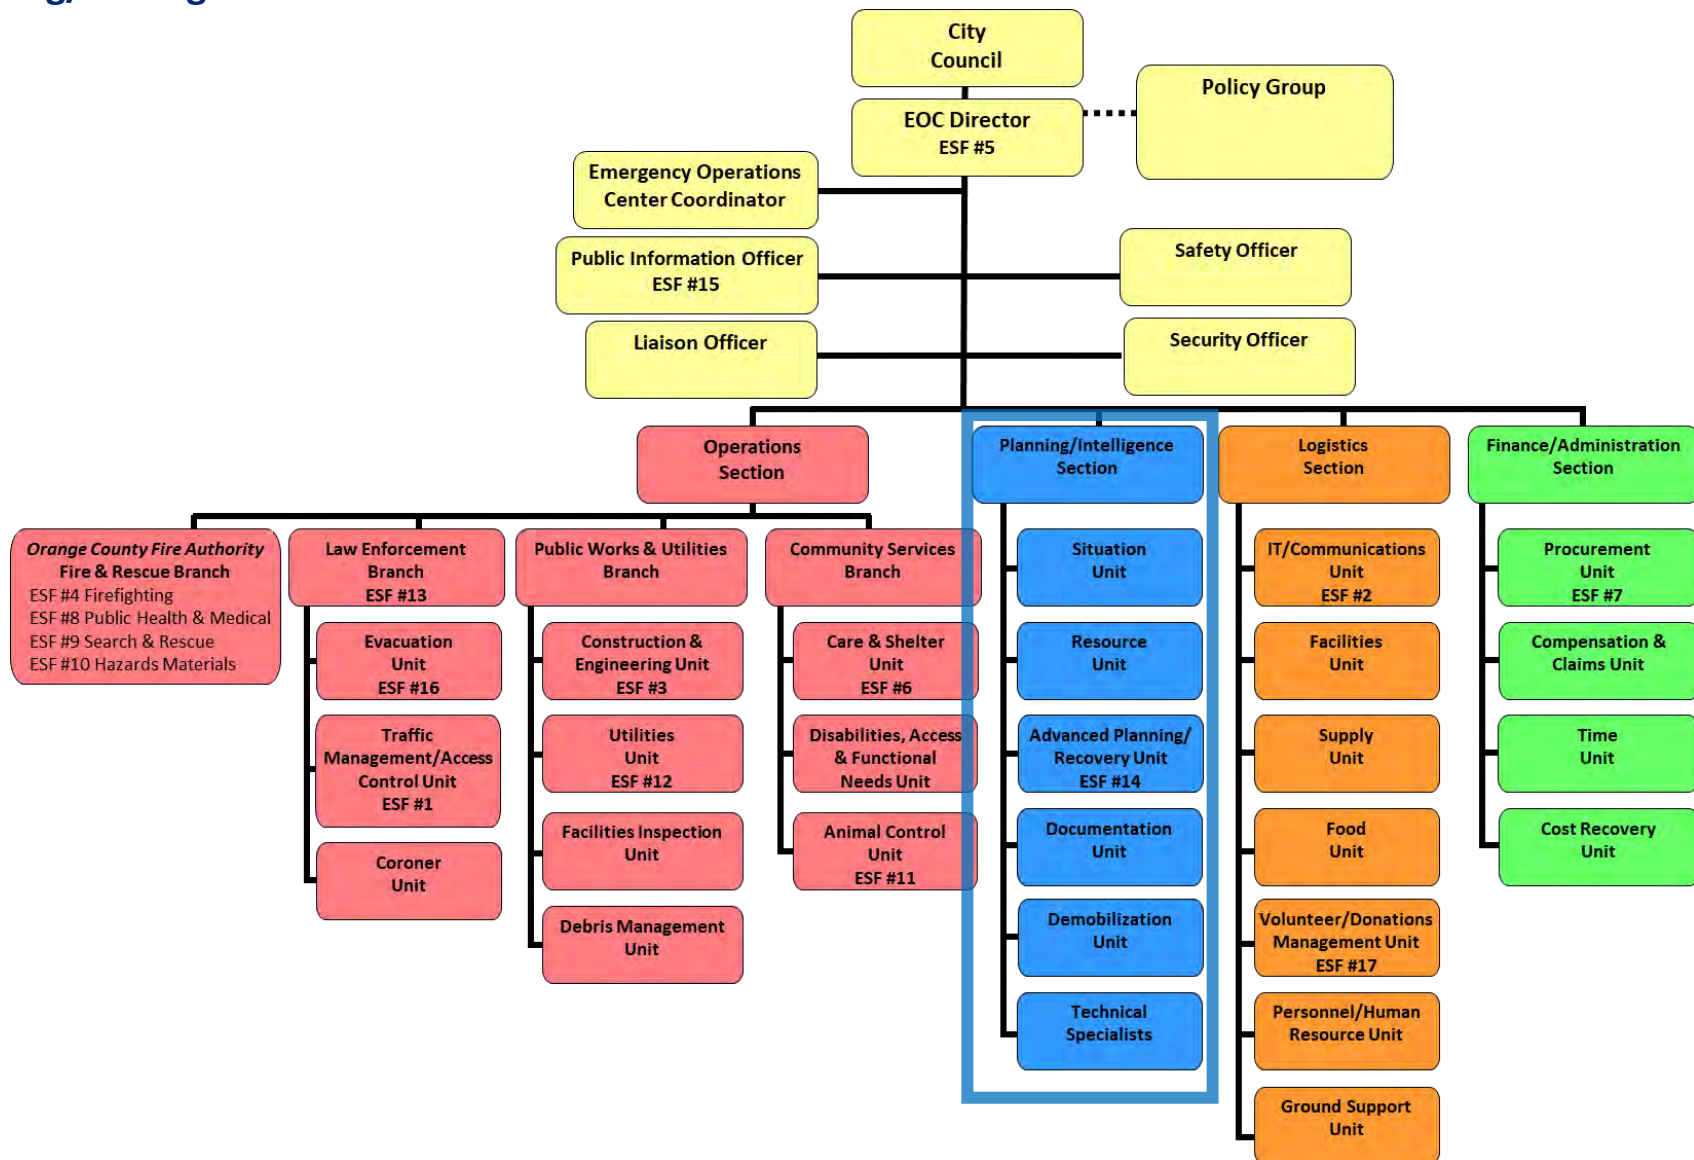 City
Council
Policy Group
EOC Director
ESF #5
Emergency Operations
Center Coordinator
Public Information Officer
ESF #15
Safety Officer
Liaison Officer
Security Officer
Operations
Section
Planning/Intelligence
Section
Logistics
Section
Finance/Administration
Section
Orange County Fire Authority
Fire & Rescue Branch
ESF #4 Firefighting
ESF #8 Public Health & Medical
ESF #9 Search & Rescue
ESF #10 Hazards Materials
Law Enforcement
Branch
ESF #13
Evacuation
Unit
ESF #16
Traffic
Management/Access
Control Unit
ESF #1
Coroner
Unit
Public Works & Utilities
Branch
Construction &
Engineering Unit
ESF #3
Utilities
Unit
ESF #12
Facilities Inspection
Unit
Debris Management
Unit
Community Services
Branch
Care & Shelter
Unit
ESF #6
Disabilities, Access
& Functional
Needs Unit
Animal Control
Unit
ESF #11
Situation
Unit
Resource
Unit
Advanced Planning/
Recovery Unit
ESF #14
Documentation
Unit
Demobilization
Unit
Technical
Specialists
IT/Communications
Unit
ESF #2
Facilities
Unit
Supply
Unit
Food
Unit
Volunteer/Donations
Management Unit
ESF #17
Personnel/Human
Resource Unit
Ground Support
Unit
Procurement
Unit
ESF #7
Compensation &
Claims Unit
Time
Unit
Cost Recovery
Unit